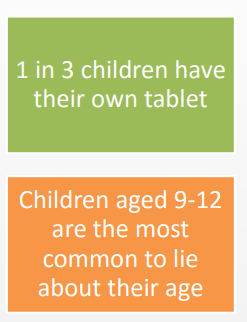 1 in 3 children have
their own tablet
Children aged 9-12
are the most
common to lie
about their age